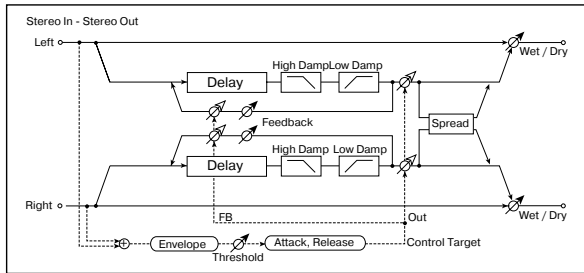 Stereo In - Stereo Out
Left
Wet / Dry
High Damp Low Damp
Delay
Feedback
Spread
High Damp Low Damp
Delay
Right
Wet / Dry
FB
Out
Envelope
Threshold
Attack, Release
Control Target